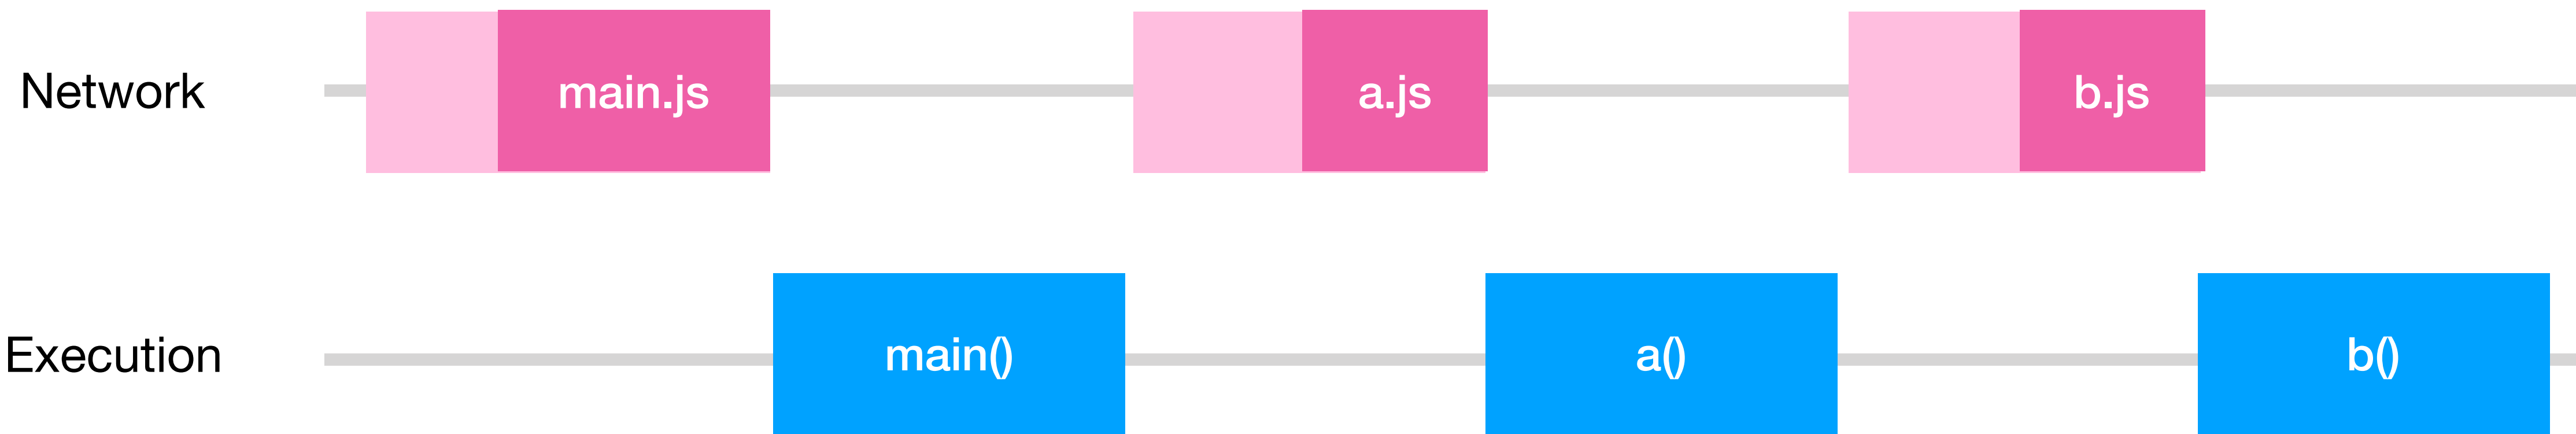 Network
main.js
a.js
b.js
Execution
main()
a()
b()